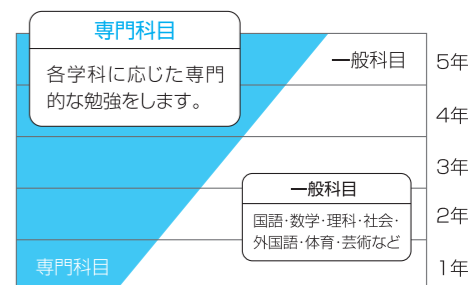 専門科目
各学科に応じた専門
的な勉強をします。
一般科目
5年
4年
3年
一般科目
国語･数学･理科･社会･
外国語･体育･芸術など
2年
専門科目
1年